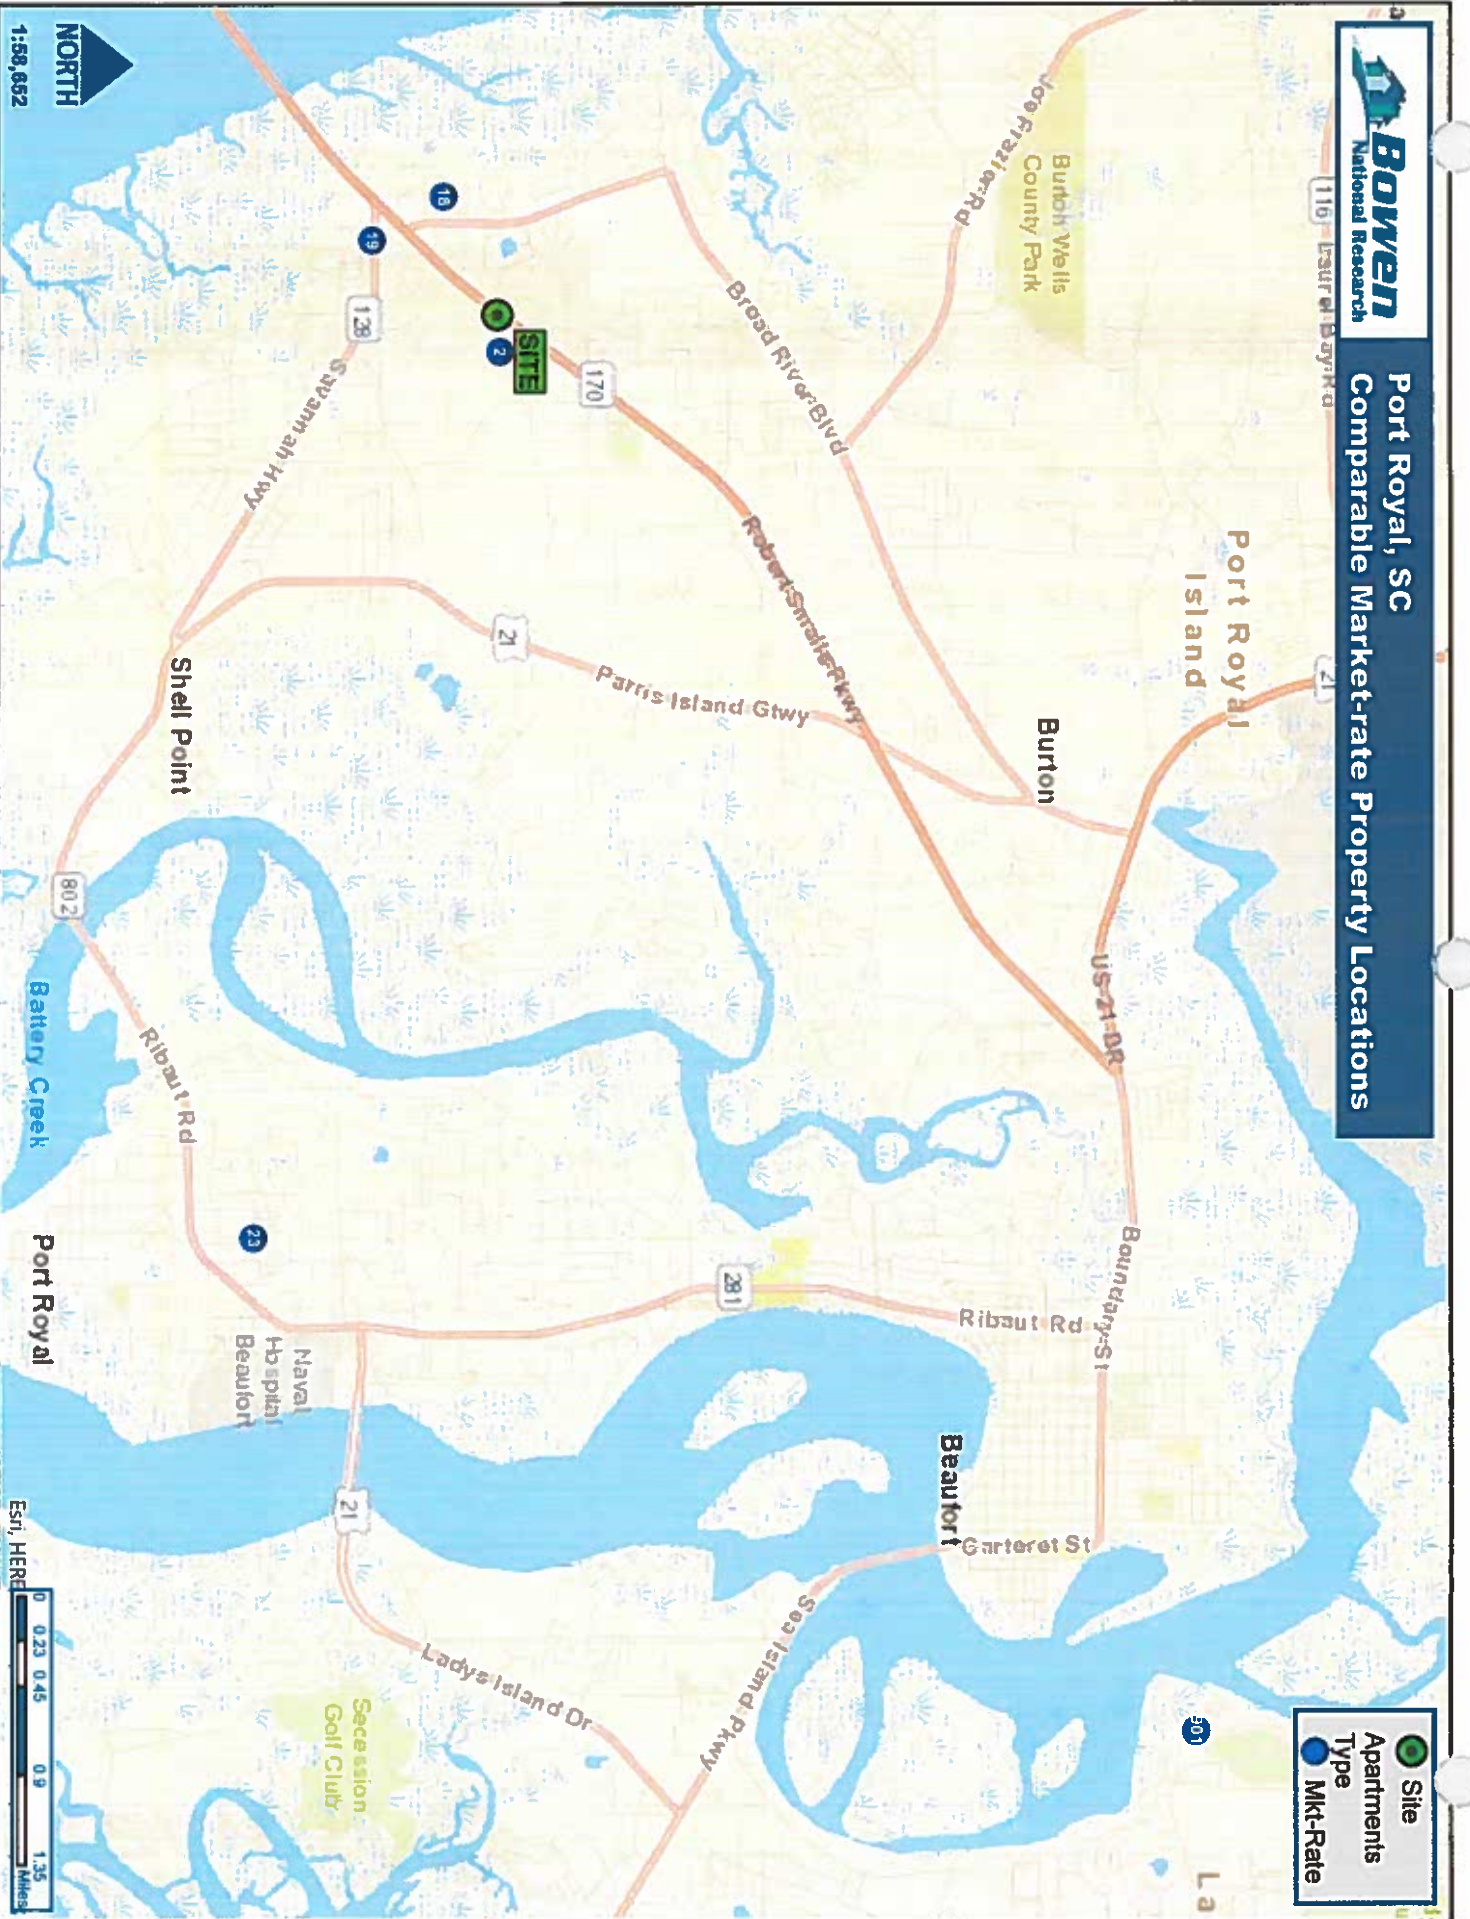 Bowen
National Research
Port Royal, SC
Comparable Market-rate Property Locations
Site
Apartments
Type
Mkt-Rate
116
Laurel Bay Rd
21
La
Joe Frazier Rd
Burton Wells
County Park
Port Royal
Island
Burton
Broad River Blvd
US-21-BR
Boundary St
901
Robert Smalls Pkwy
Ribaut Rd
Carteret St
Beaufort
170
SITE
2
18
19
128
Savannah Hwy
21
Parris Island Gtwy
281
Sea Island Pkwy
Shell Point
802
Ribaut Rd
23
Naval
Hospital
Beaufort
21
Ladys Island Dr
Secession
Golf Club
Battery Creek
Port Royal
NORTH
1:58,652
Esri, HERE
0 0.23 0.45 0.9 1.35
Miles